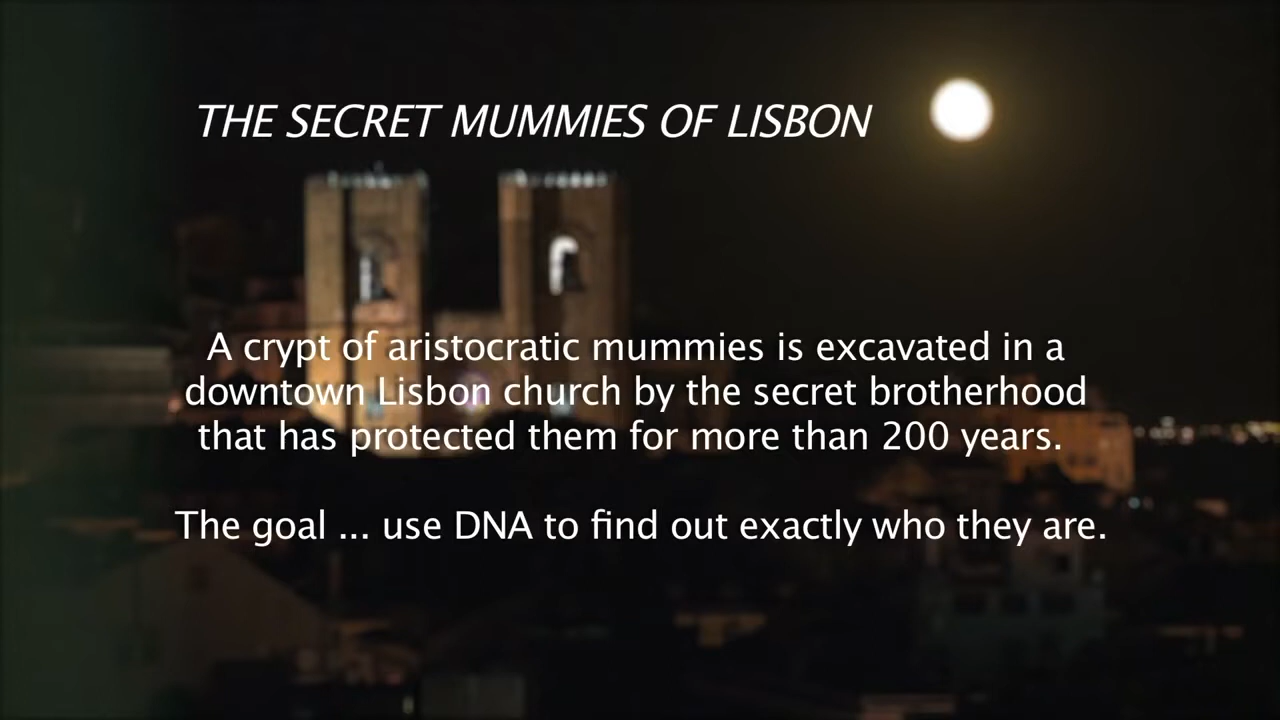 THE SECRET MUMMIES OF LISBON
A crypt of aristocratic mummies is excavated in a
downtown Lisbon church by the secret brotherhood
that has protected them for more than 200 years.
The goal ... use DNA to find out exactly who they are.